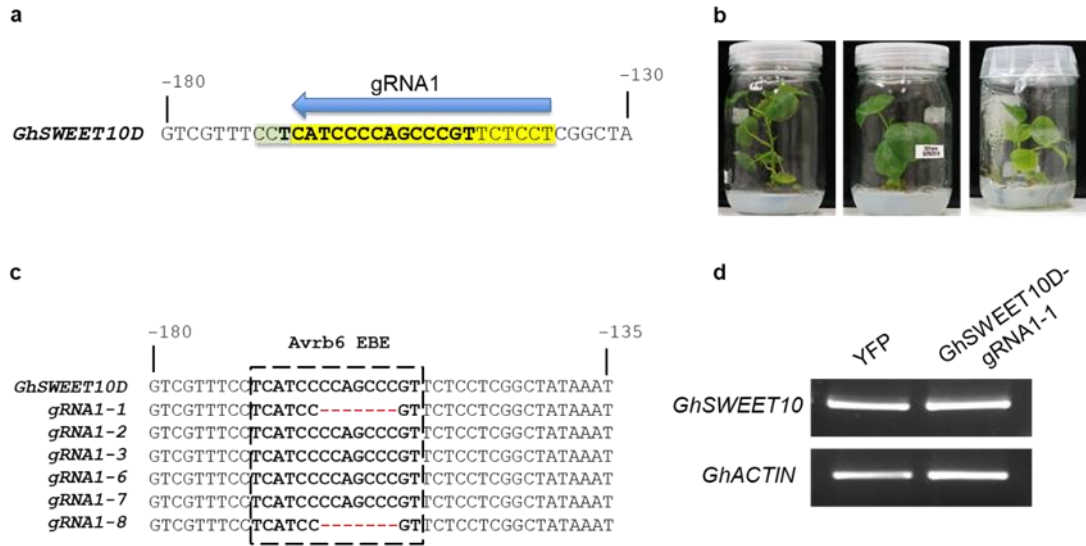 a
-180
-130
gRNA1
GhSWEET10D GTCGTTTCCTCATCCCCAGCCCGTTCTCCTCGGCTA
b
c
-180
-135
Avrb6 EBE
GhSWEET10D GTCGTTTCCTCATCCCCAGCCCGTTCTCCTCGGCTATAAAT
gRNA1-1 GTCGTTTCCTCATCC-------GTTCTCCTCGGCTATAAAT
gRNA1-2 GTCGTTTCCTCATCCCCAGCCCGTTCTCCTCGGCTATAAAT
gRNA1-3 GTCGTTTCCTCATCCCCAGCCCGTTCTCCTCGGCTATAAAT
gRNA1-6 GTCGTTTCCTCATCCCCAGCCCGTTCTCCTCGGCTATAAAT
gRNA1-7 GTCGTTTCCTCATCCCCAGCCCGTTCTCCTCGGCTATAAAT
gRNA1-8 GTCGTTTCCTCATCC-------GTTCTCCTCGGCTATAAAT
d
YFP
GhSWEET10D-
gRNA1-1
GhSWEET10
GhACTIN